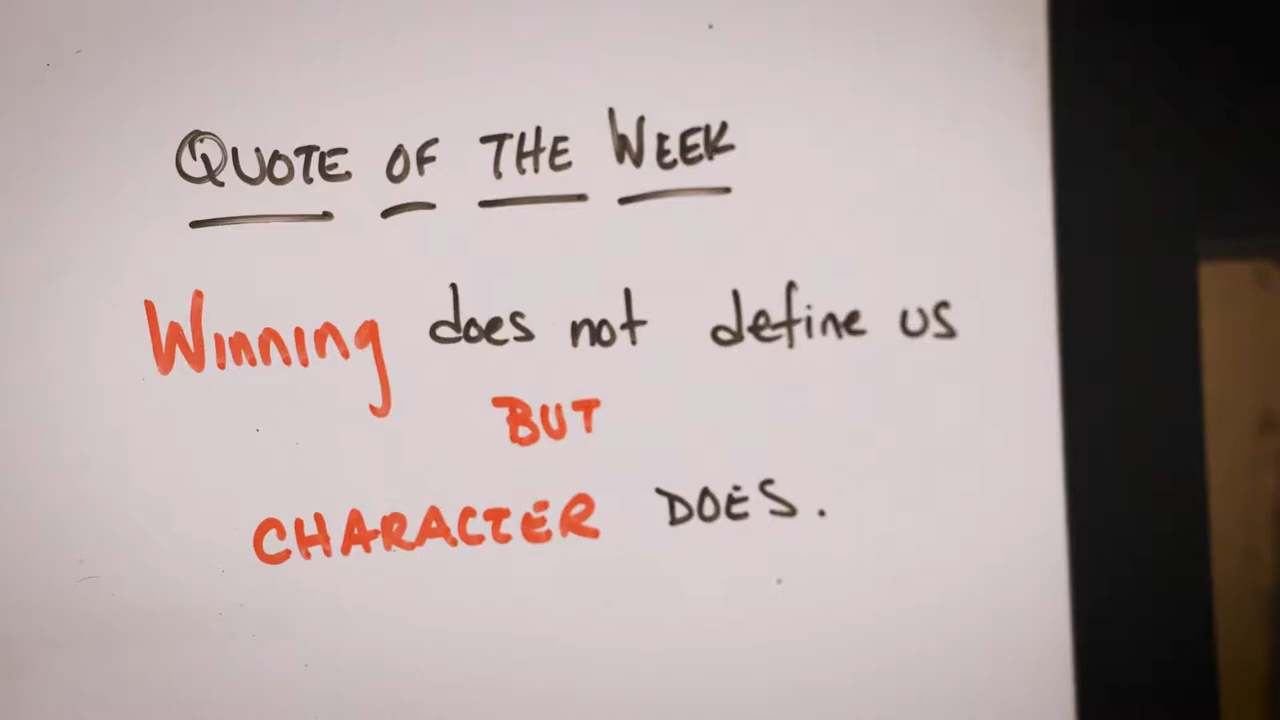 QUOTE OF THE WEEK
Winning does not define us
BUT
CHARACTER DOES.